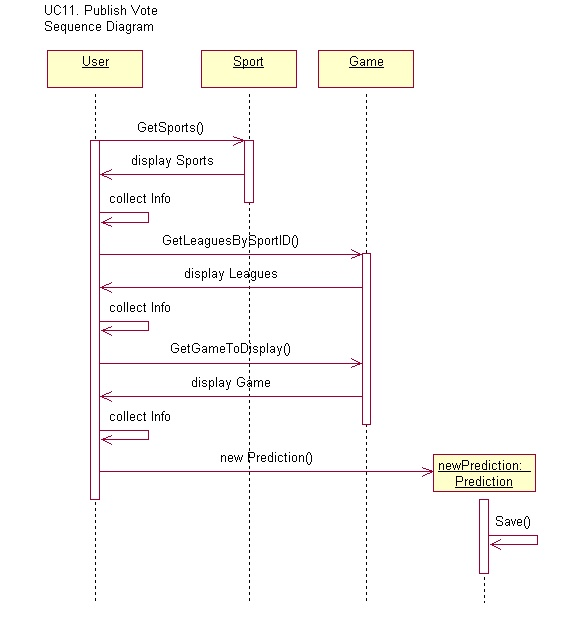 UC11. Publish Vote
Sequence Diagram
User
Sport
Game
GetSports()
display Sports
collect Info
GetLeaguesBySportID()
display Leagues
collect Info
GetGameToDisplay()
display Game
collect Info
new Prediction()
newPrediction:
Prediction
Save()